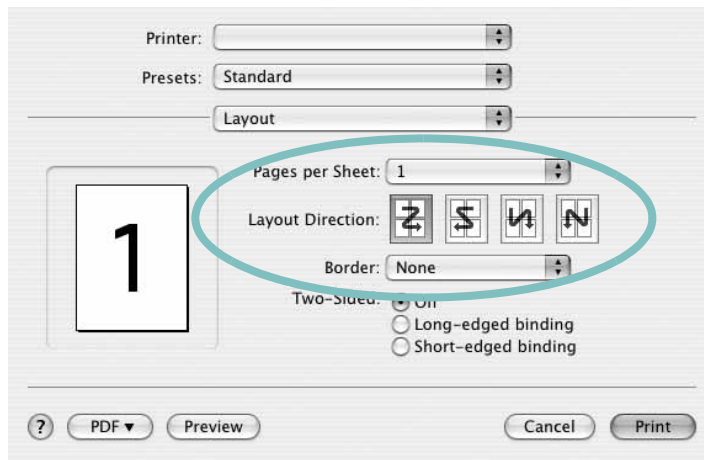 Printer:
Presets: Standard
Layout
Pages per Sheet: 1
Layout Direction:
Border: None
Two-Sided: Off
Long-edged binding
Short-edged binding
1
? PDF▼ Preview Cancel Print